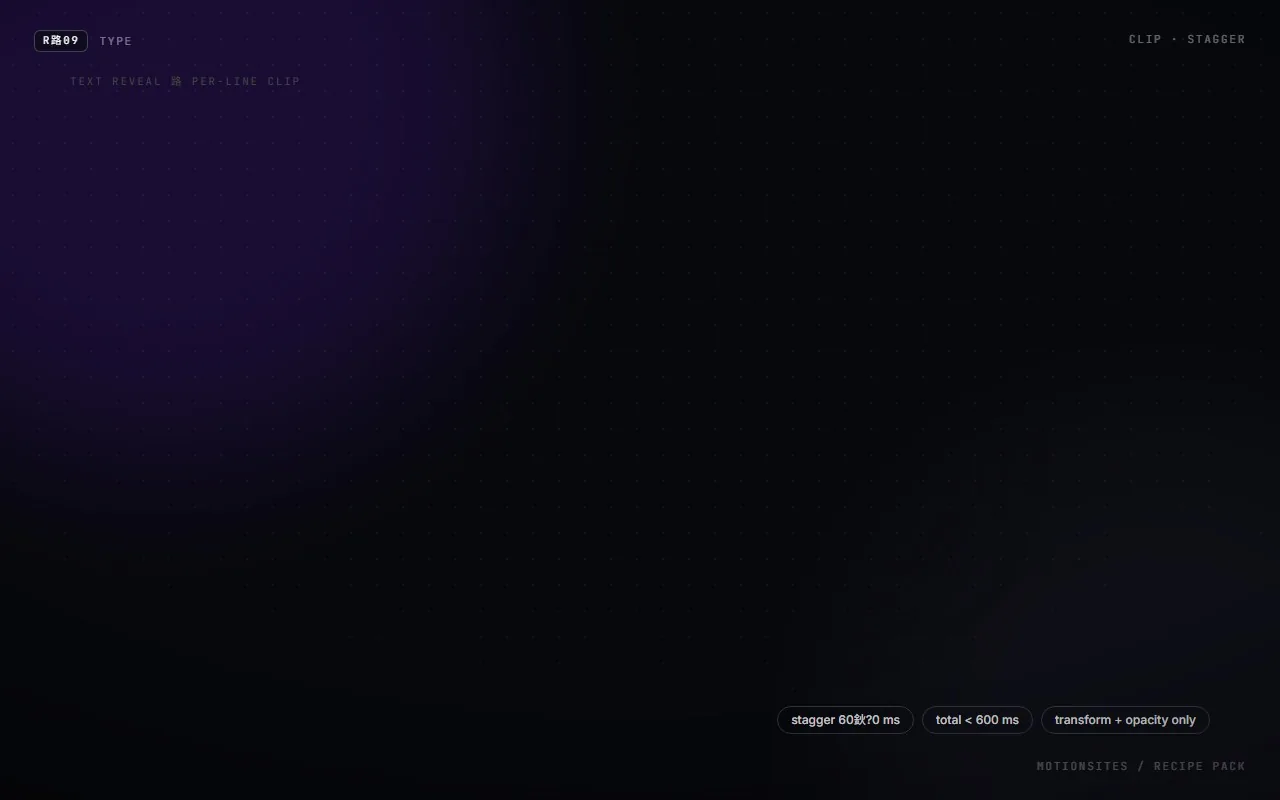 R路09 TYPE
CLIP · STAGGER
TEXT REVEAL 路 PER-LINE CLIP
stagger 60鈥?0 ms
total < 600 ms
transform + opacity only
MOTIONSITES / RECIPE PACK